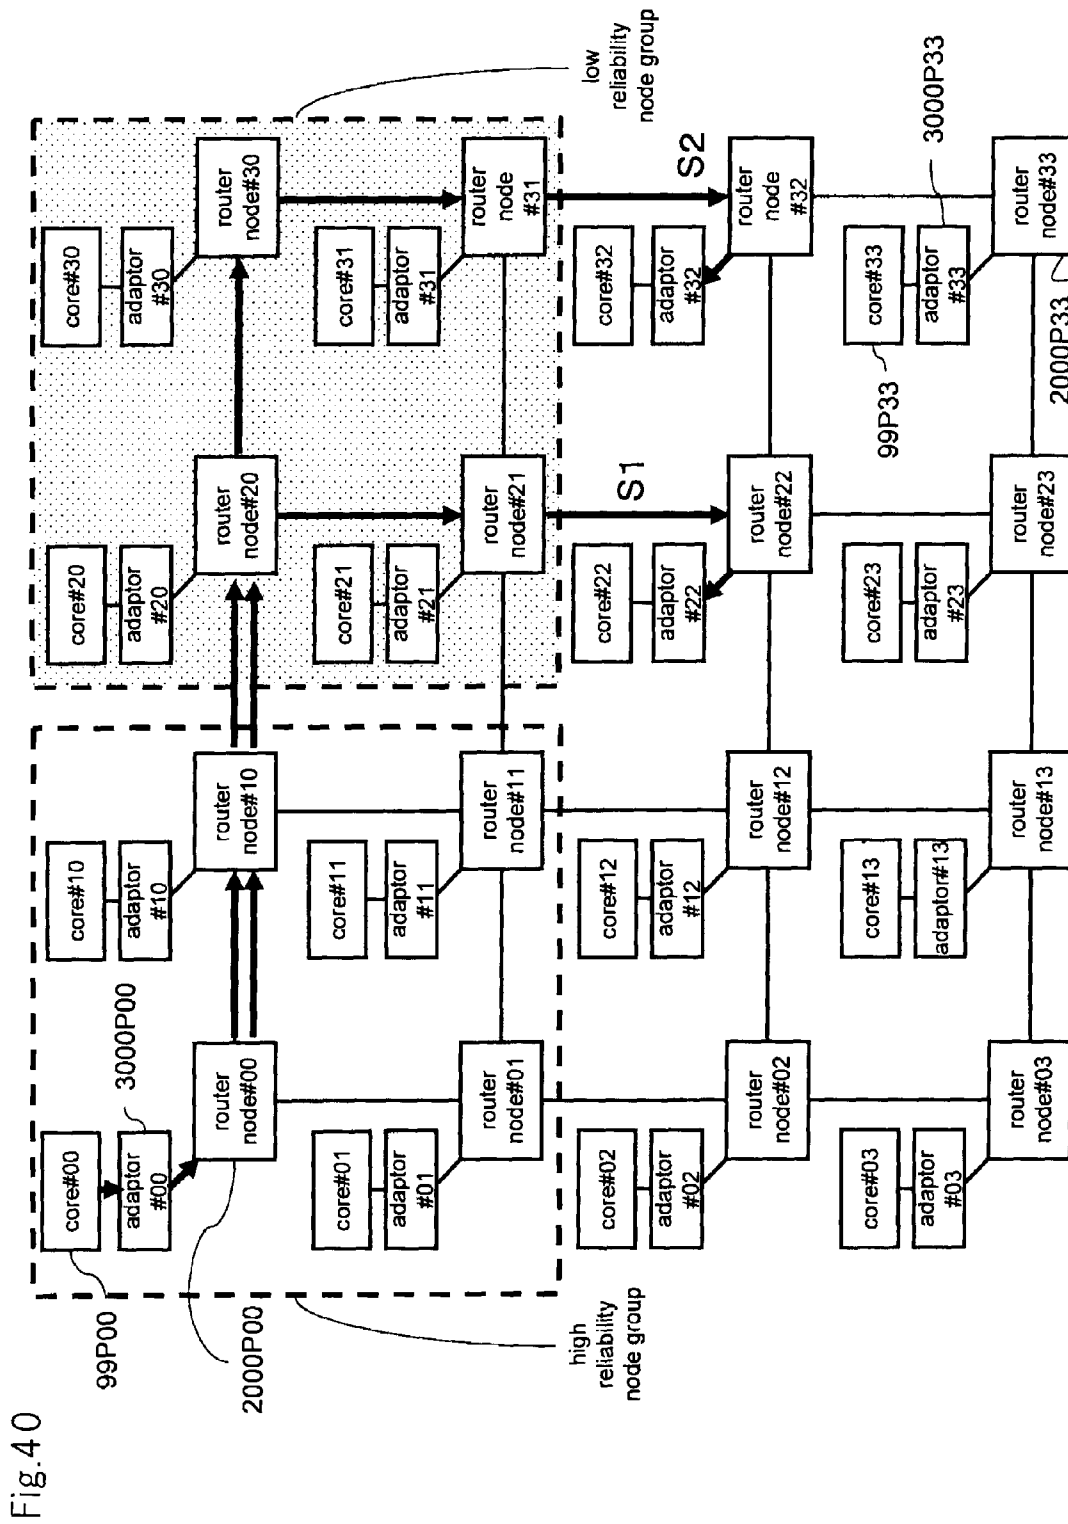 Fig.40
99P00
core#00
adaptor
#00
3000P00
router
node#00
2000P00
core#10
adaptor
#10
router
node#10
core#20
adaptor
#20
router
node#20
core#30
adaptor
#30
router
node#30
low
reliability
node group
core#01
adaptor
#01
router
node#01
core#11
adaptor
#11
router
node#11
core#21
adaptor
#21
router
node#21
core#31
adaptor
#31
router
node
#31
high
reliability
node group
S1
S2
core#02
adaptor
#02
router
node#02
core#12
adaptor
#12
router
node#12
core#22
adaptor
#22
router
node#22
core#32
adaptor
#32
router
node
#32
core#03
adaptor
#03
router
node#03
core#13
adaptor#13
router
node#13
core#23
adaptor
#23
router
node#23
99P33
core#33
adaptor
#33
3000P33
router
node#33
2000P33